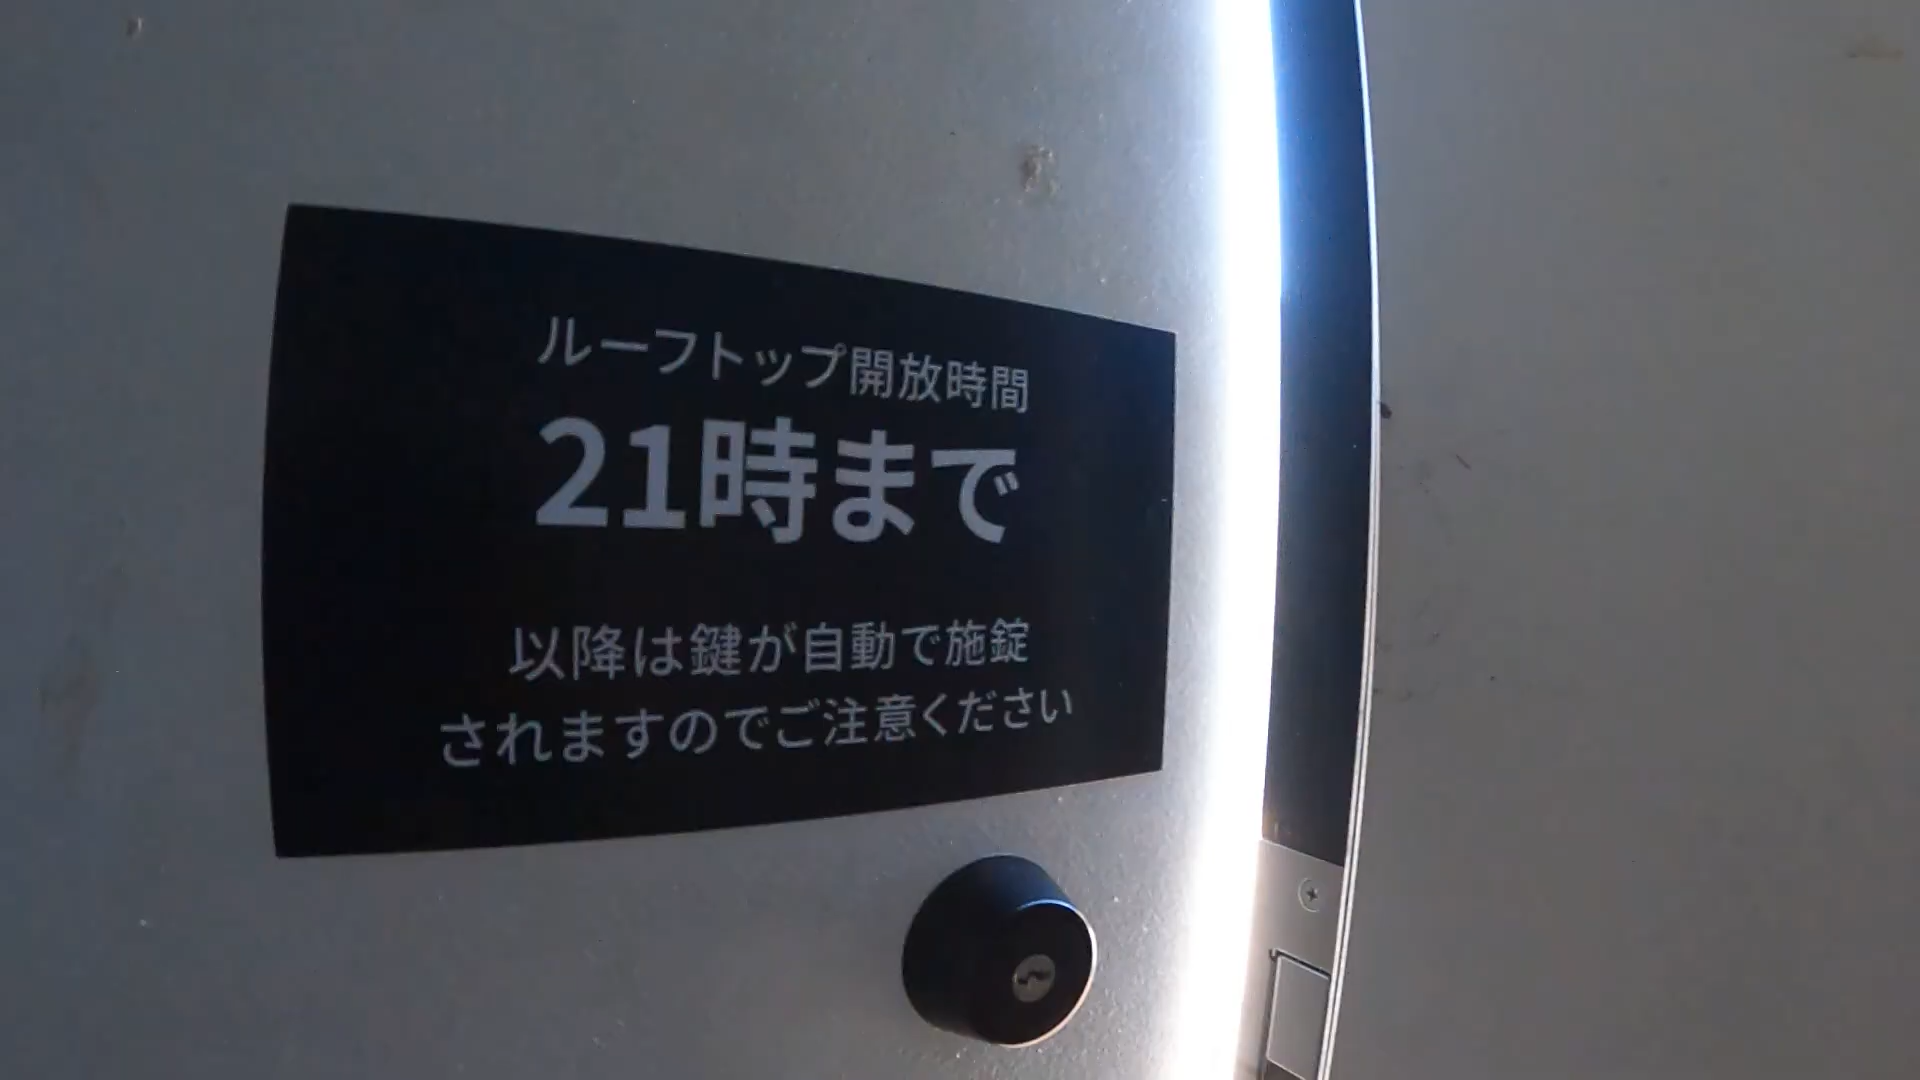 ルーフトップ開放時間
21時まで
以降は鍵が自動で施錠
されますのでご注意ください